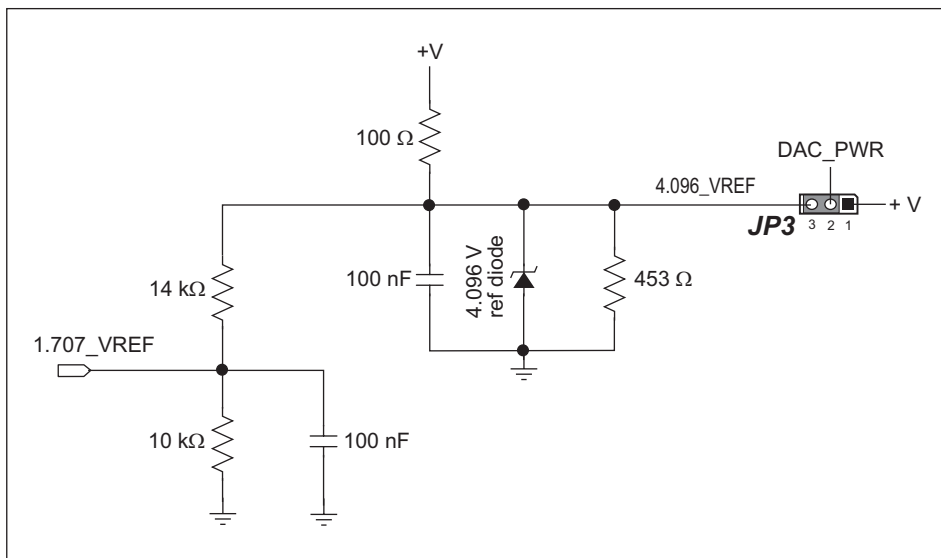 +V
100 Ω
DAC_PWR
4.096_VREF
+ V
JP3 3 2 1
14 kΩ
100 nF
4.096 V
ref diode
453 Ω
1.707_VREF
10 kΩ
100 nF